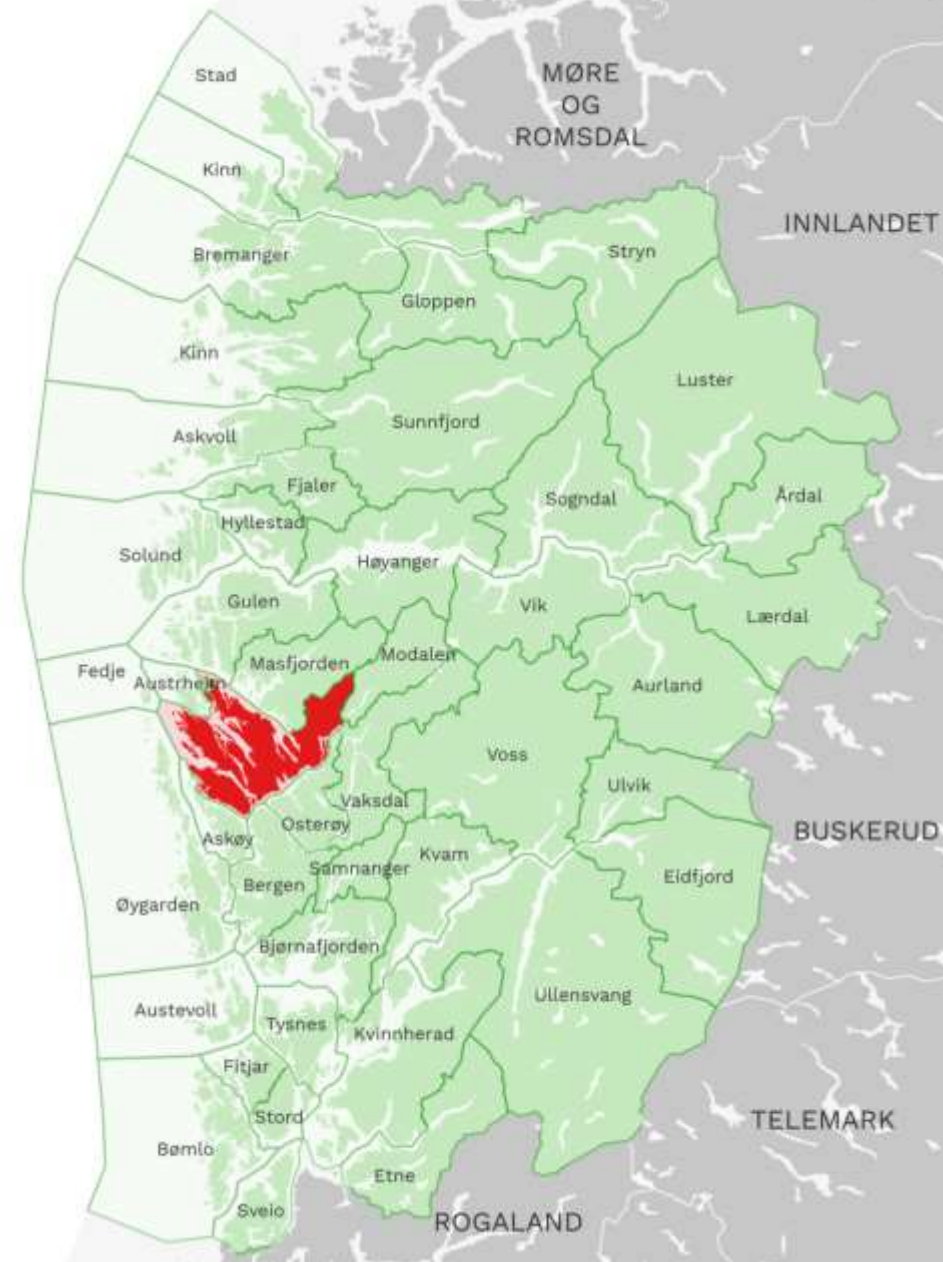 Stad
MØRE
OG
ROMSDAL
Kinn
INNLANDET
Bremanger
Stryn
Gloppen
Kinn
Luster
Askvoll
Sunnfjord
Fjaler
Sogndal
Årdal
Hyllestad
Solund
Høyanger
Gulen
Vik
Lærdal
Masfjorden
Modalen
Fedje
Austrheim
Aurland
Voss
Ulvik
Vaksdal
Osterøy
Askøy
BUSKERUD
Kvam
Samnanger
Eidfjord
Bergen
Øygarden
Bjørnafjorden
Ullensvang
Austevoll
Tysnes
Kvinnherad
Fitjar
Stord
TELEMARK
Bømlo
Etne
Sveio
ROGALAND